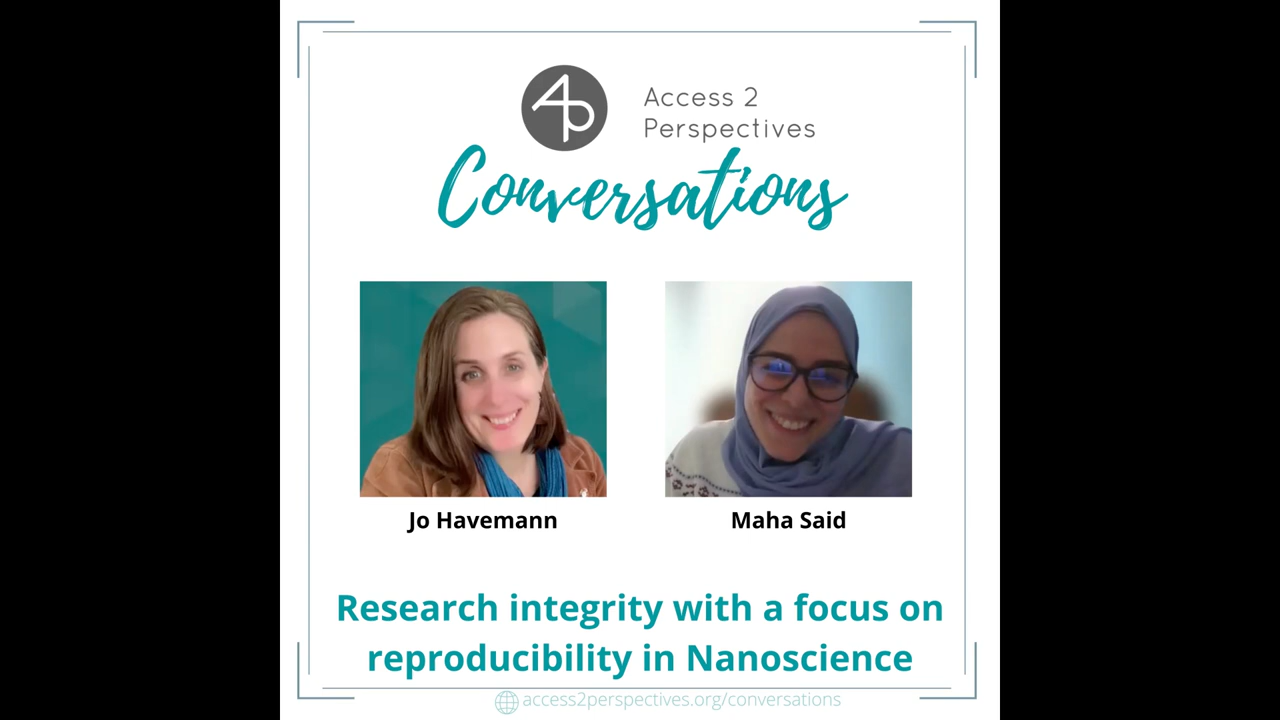 Access 2
Perspectives
Conversations
Jo Havemann
Maha Said
Research integrity with a focus on
reproducibility in Nanoscience
access2perspectives.org/conversations